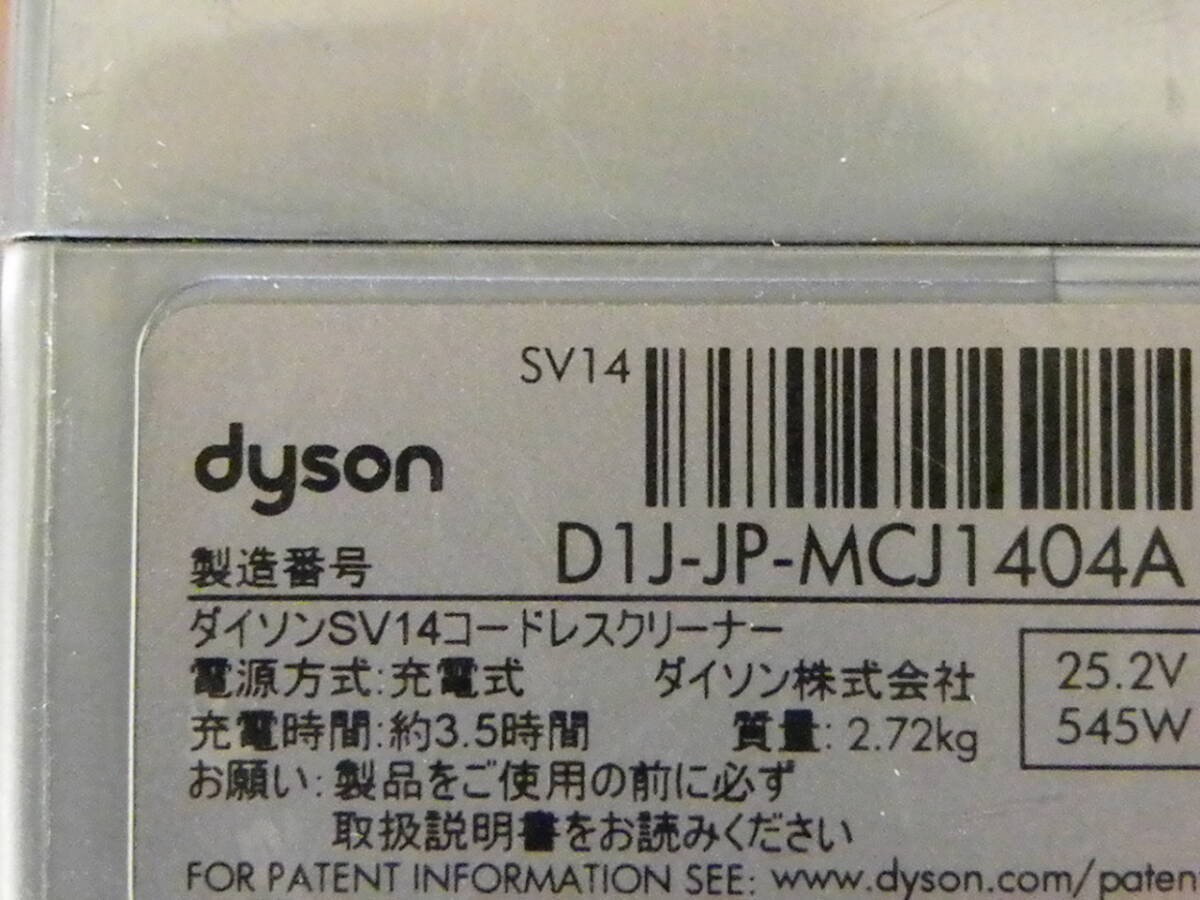 SV14
dyson
製造番号 D1J-JP-MCJ1404A
ダイソンSV14コードレスクリーナー
電源方式:充電式 ダイソン株式会社 25.2V
充電時間:約3.5時間 質量: 2.72kg 545W
お願い: 製品をご使用の前に必ず
取扱説明書をお読みください
FOR PATENT INFORMATION SEE: www.dyson.com/paten